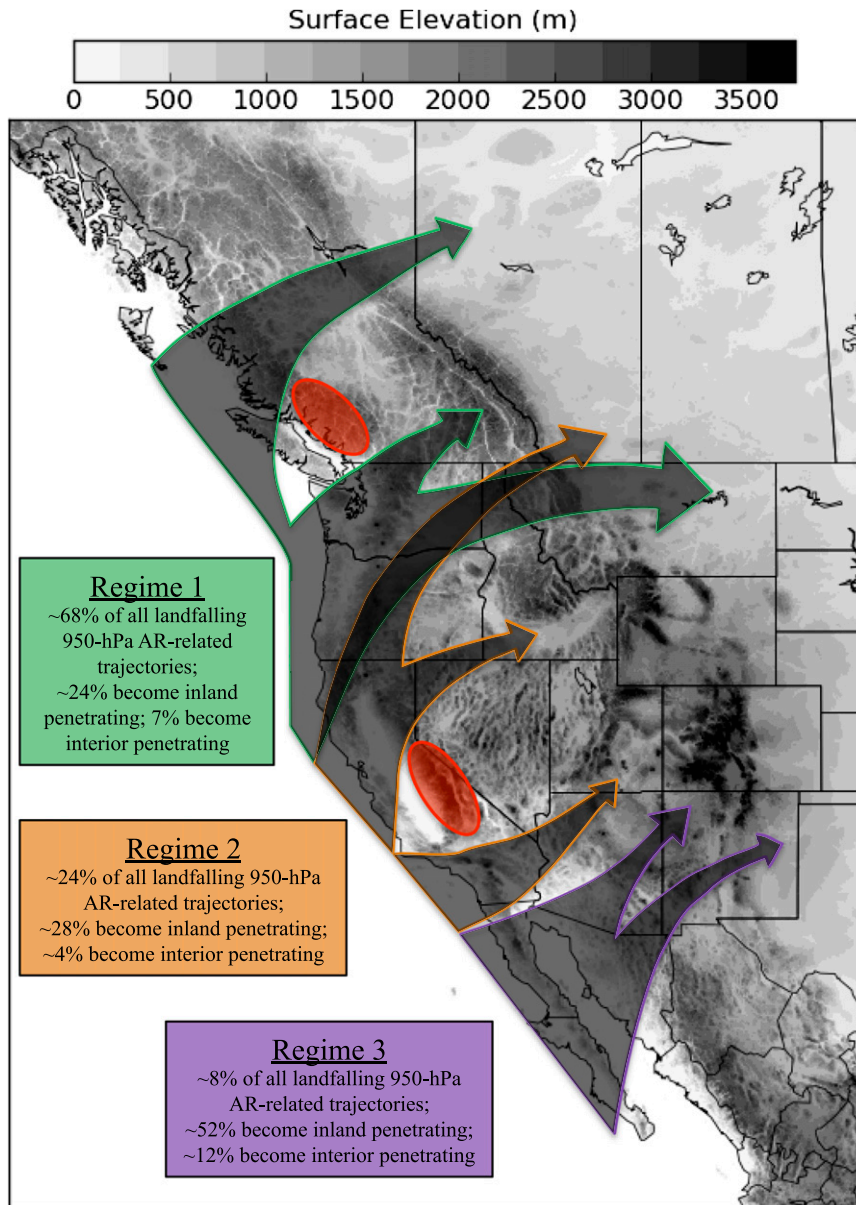 Surface Elevation (m)
0 500 1000 1500 2000 2500 3000 3500
Regime 1
~68% of all landfalling
950-hPa AR-related
trajectories;
~24% become inland
penetrating; 7% become
interior penetrating
Regime 2
~24% of all landfalling 950-hPa
AR-related trajectories;
~28% become inland penetrating;
~4% become interior penetrating
Regime 3
~8% of all landfalling 950-hPa
AR-related trajectories;
~52% become inland penetrating;
~12% become interior penetrating